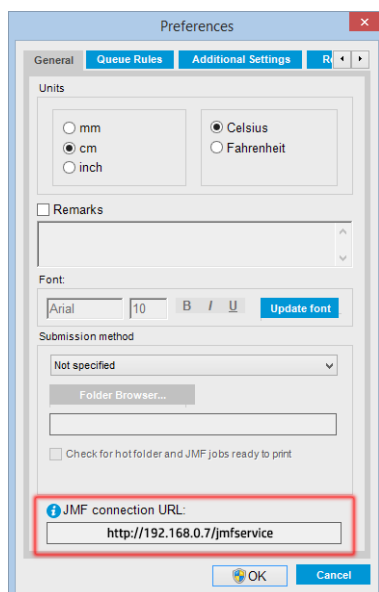 Preferences
General Queue Rules Additional Settings
Units
mm
cm
inch
Celsius
Fahrenheit
Remarks
Font:
Arial 10 B I U Update font
Submission method
Not specified
Folder Browser...
Check for hot folder and JMF jobs ready to print
JMF connection URL:
http://192.168.0.7/jmfservice
OK Cancel